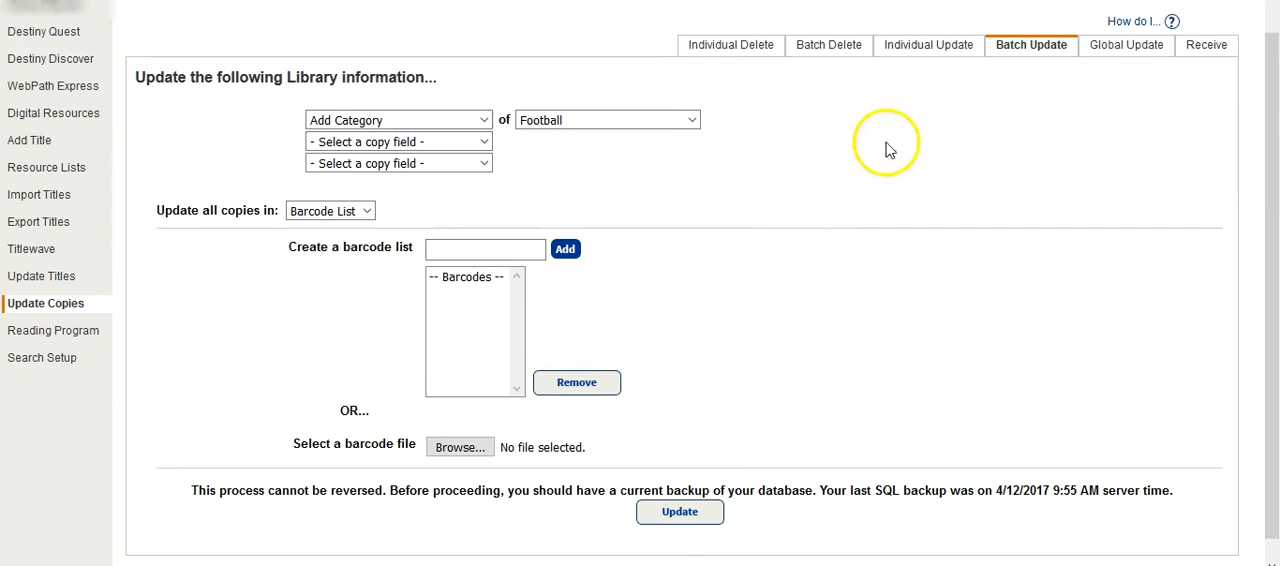 How do I... ?
Destiny Quest
Destiny Discover
WebPath Express
Digital Resources
Add Title
Resource Lists
Import Titles
Export Titles
Titlewave
Update Titles
Update Copies
Reading Program
Search Setup
Individual Delete Batch Delete Individual Update Batch Update Global Update Receive
Update the following Library information...
Add Category of Football
- Select a copy field -
- Select a copy field -
Update all copies in: Barcode List
Create a barcode list Add
-- Barcodes --
Remove
OR...
Select a barcode file Browse... No file selected.
This process cannot be reversed. Before proceeding, you should have a current backup of your database. Your last SQL backup was on 4/12/2017 9:55 AM server time.
Update